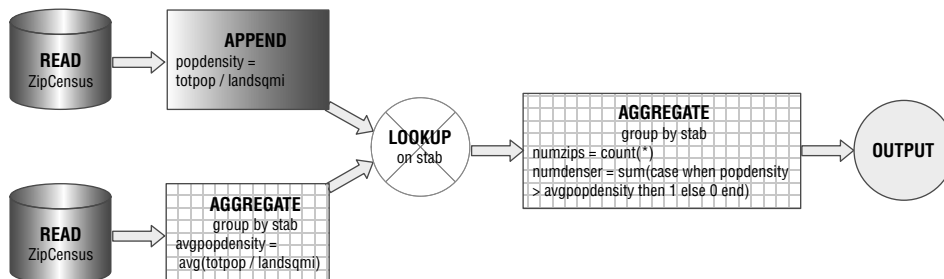 READ
ZipCensus
APPEND
popdensity =
totpop / landsqmi
READ
ZipCensus
AGGREGATE
group by stab
avgpopdensity =
avg(totpop / landsqmi)
LOOKUP
on stab
AGGREGATE
group by stab
numzips = count(*)
numdenser = sum(case when popdensity
> avgpopdensity then 1 else 0 end)
OUTPUT